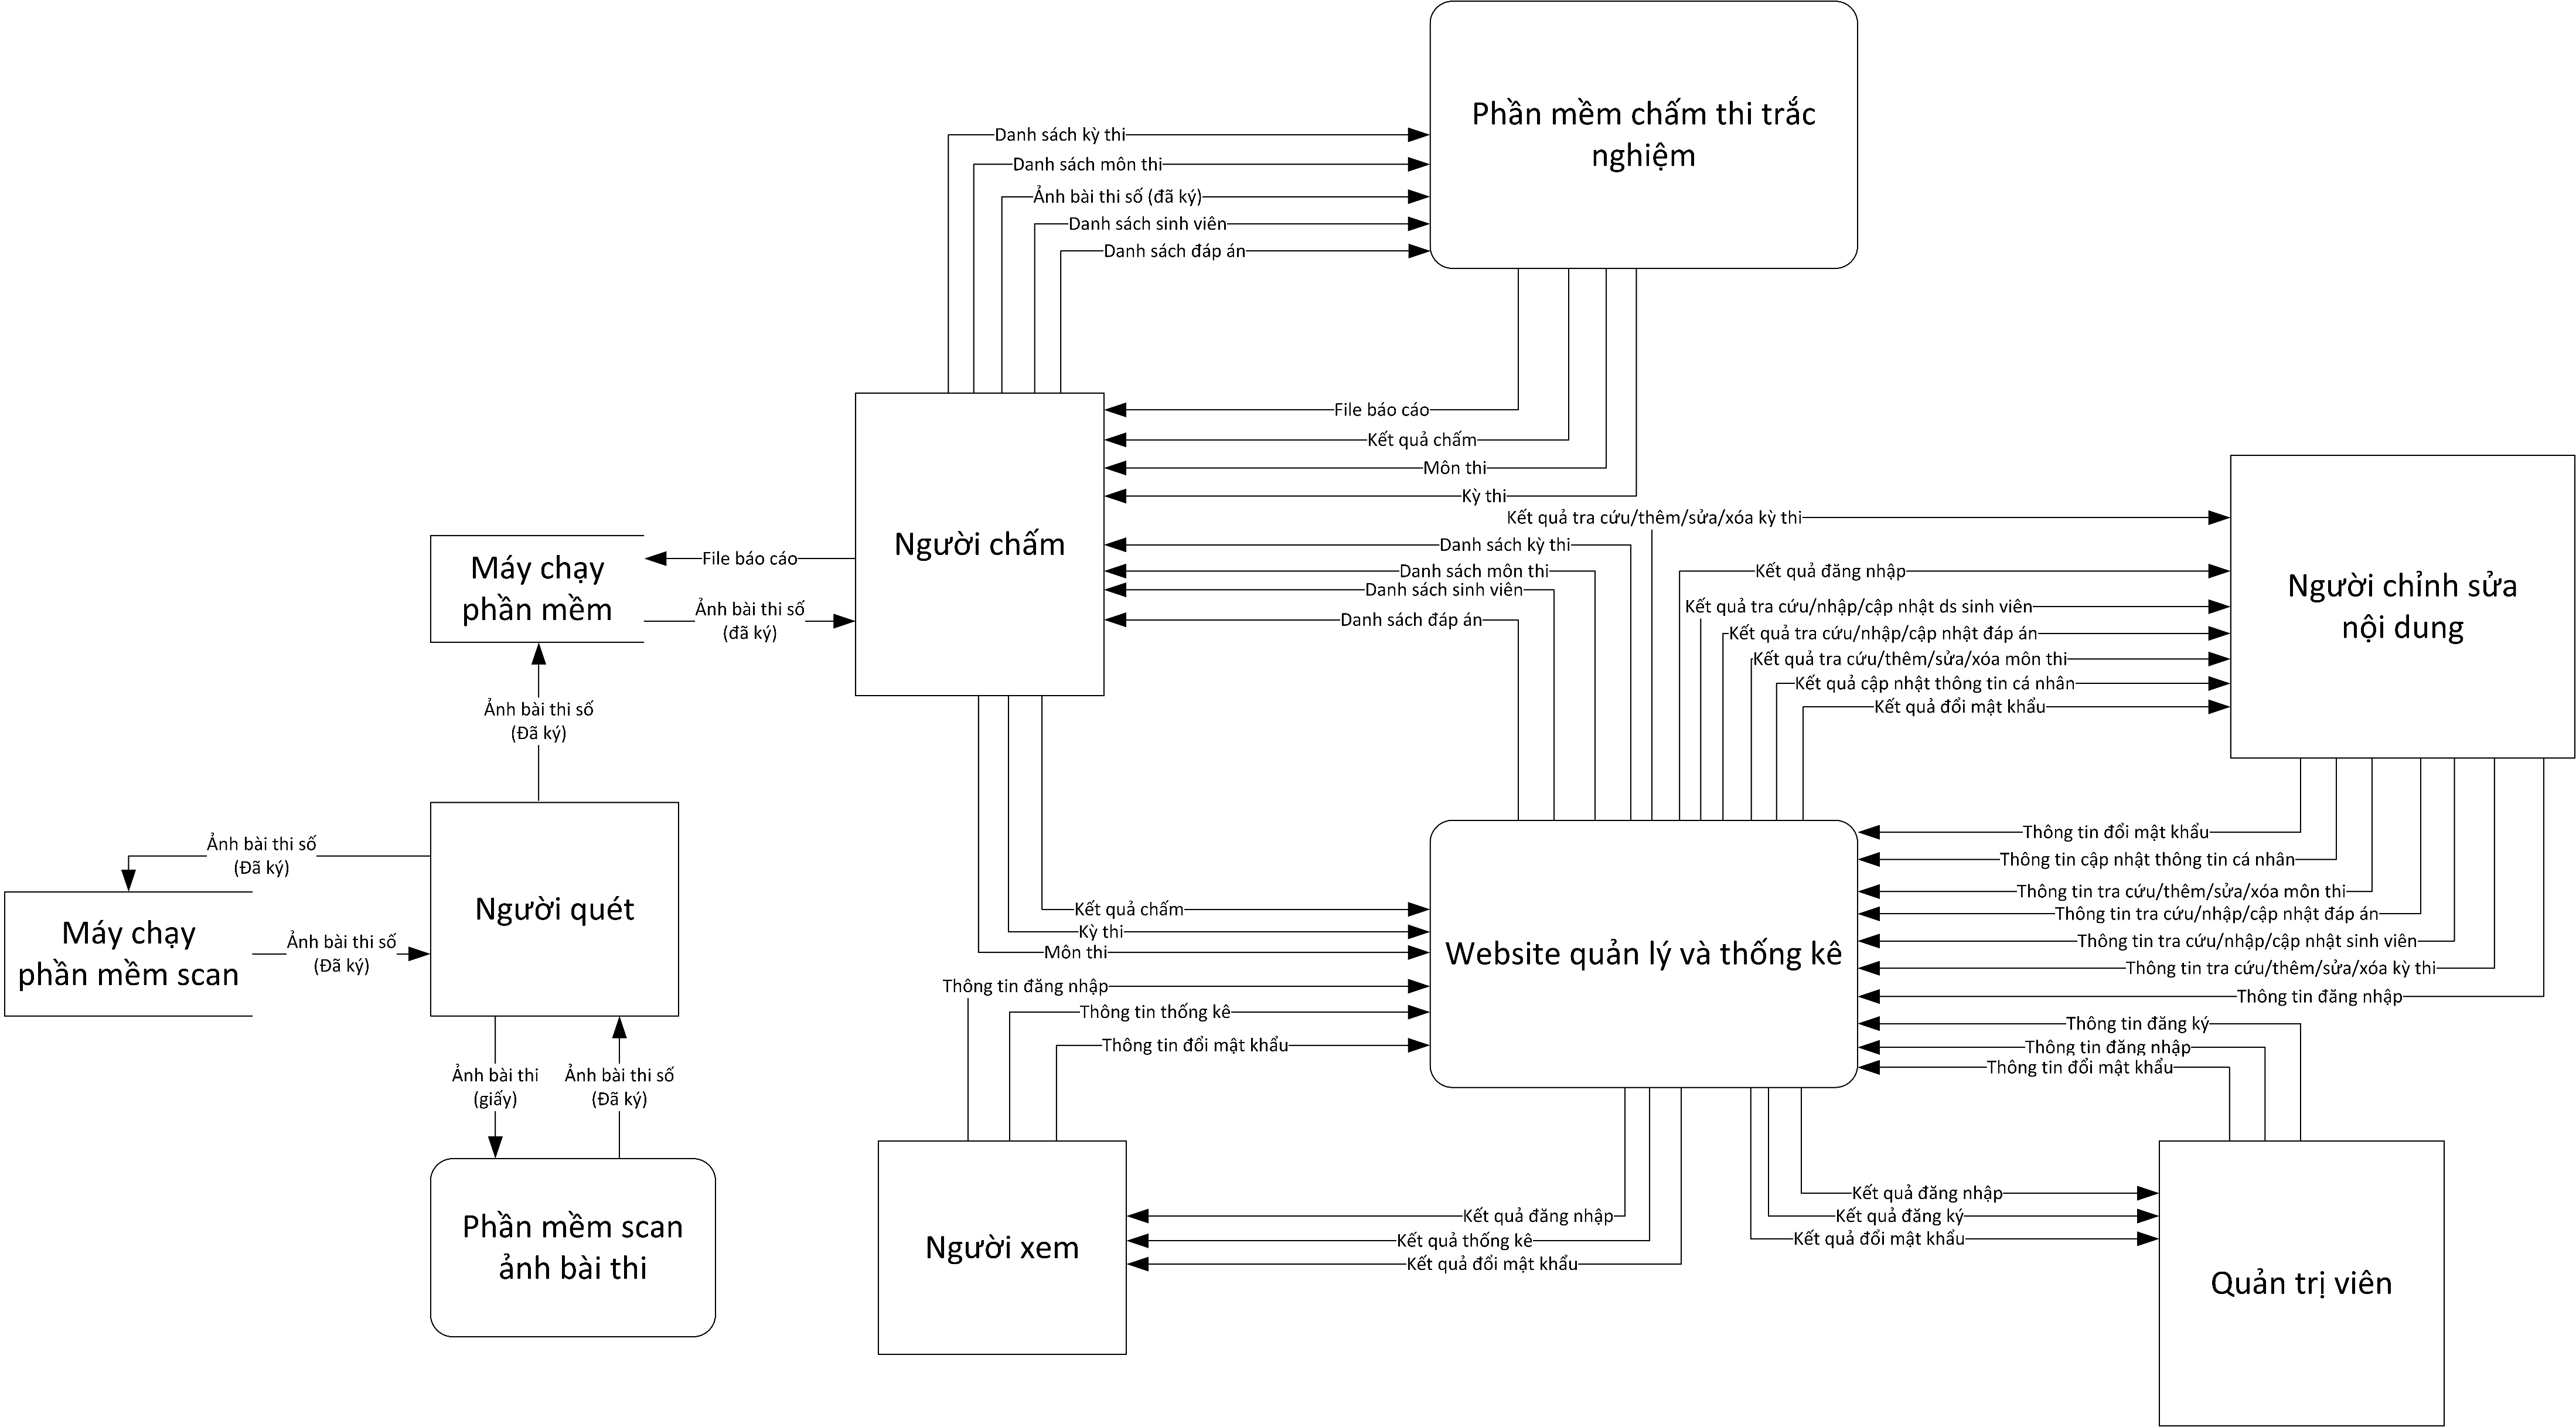 Phần mềm chấm thi trắc
nghiệm
Danh sách kỳ thi
Danh sách môn thi
Ảnh bài thi số (đã ký)
Danh sách sinh viên
Danh sách đáp án
File báo cáo
Kết quả chấm
Môn thi
Kỳ thi
Người chấm
Kết quả tra cứu/thêm/sửa/xóa kỳ thi
Danh sách kỳ thi
Danh sách môn thi
Danh sách sinh viên
Danh sách đáp án
Kết quả đăng nhập
Kết quả tra cứu/nhập/cập nhật ds sinh viên
Kết quả tra cứu/nhập/cập nhật đáp án
Kết quả tra cứu/thêm/sửa/xóa môn thi
Kết quả cập nhật thông tin cá nhân
Kết quả đổi mật khẩu
Người chỉnh sửa
nội dung
Máy chạy
phần mềm
File báo cáo
Ảnh bài thi số
(đã ký)
Ảnh bài thi số
(Đã ký)
Ảnh bài thi số
(Đã ký)
Người quét
Máy chạy
phần mềm scan
Ảnh bài thi số
(Đã ký)
Ảnh bài thi
(giấy)
Ảnh bài thi số
(Đã ký)
Phần mềm scan
ảnh bài thi
Kết quả chấm
Kỳ thi
Môn thi
Thông tin đăng nhập
Thông tin thống kê
Thông tin đổi mật khẩu
Website quản lý và thống kê
Thông tin đổi mật khẩu
Thông tin cập nhật thông tin cá nhân
Thông tin tra cứu/thêm/sửa/xóa môn thi
Thông tin tra cứu/nhập/cập nhật đáp án
Thông tin tra cứu/nhập/cập nhật sinh viên
Thông tin tra cứu/thêm/sửa/xóa kỳ thi
Thông tin đăng nhập
Thông tin đăng ký
Thông tin đăng nhập
Thông tin đổi mật khẩu
Người xem
Kết quả đăng nhập
Kết quả thống kê
Kết quả đổi mật khẩu
Kết quả đăng nhập
Kết quả đăng ký
Kết quả đổi mật khẩu
Quản trị viên